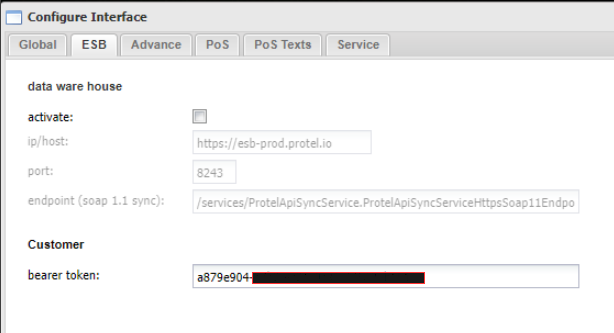 Configure Interface
Global ESB Advance PoS PoS Texts Service
data ware house
activate:
ip/host: https://esb-prod.protel.io
port: 8243
endpoint (soap 1.1 sync): /services/ProtelApiSyncService.ProtelApiSyncServiceHttpsSoap11Endpo
Customer
bearer token: a879e904-